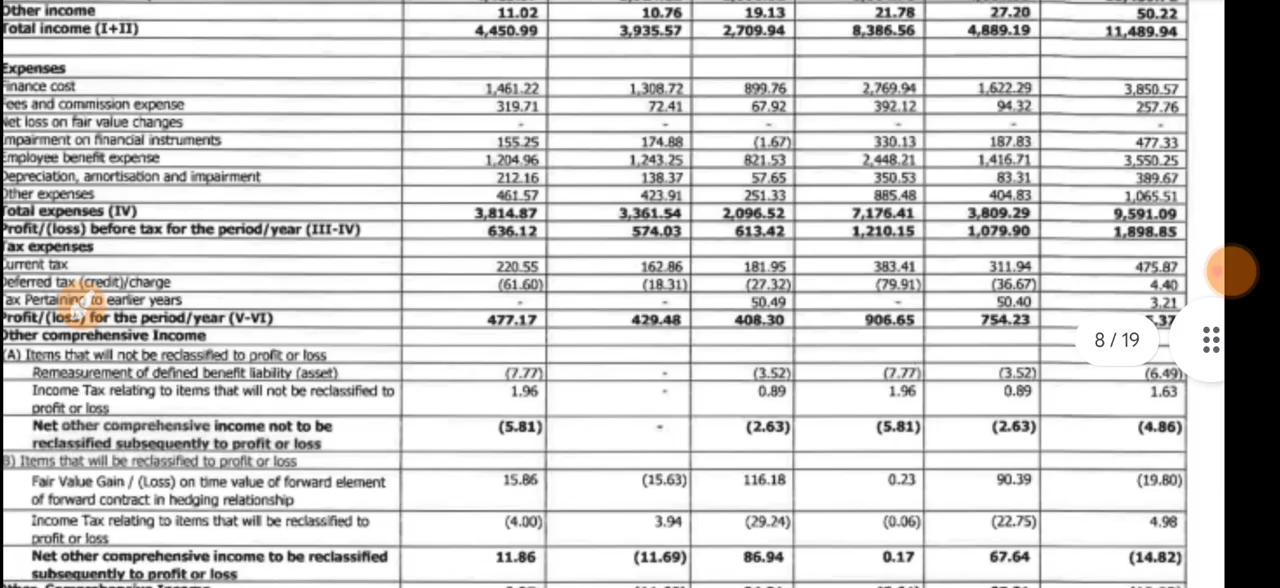 Other income 11.02 10.76 19.13 21.78 27.20 50.22
Total income (I+II) 4,450.99 3,935.57 2,709.94 8,386.56 4,889.19 11,489.94
Expenses
Finance cost 1,461.22 1,308.72 899.76 2,769.94 1,622.29 3,850.57
Fees and commission expense 319.71 72.41 67.92 392.12 94.32 257.76
Net loss on fair value changes - - - - - -
Impairment on financial instruments 155.25 174.88 (1.67) 330.13 187.83 477.33
Employee benefit expense 1,204.96 1,243.25 821.53 2,448.21 1,416.71 3,550.25
Depreciation, amortisation and impairment 212.16 138.37 57.65 350.53 83.31 389.67
Other expenses 461.57 423.91 251.33 885.48 404.83 1,065.51
Total expenses (IV) 3,814.87 3,361.54 2,096.52 7,176.41 3,809.29 9,591.09
Profit/(loss) before tax for the period/year (III-IV) 636.12 574.03 613.42 1,210.15 1,079.90 1,898.85
Tax expenses
Current tax 220.55 162.86 181.95 383.41 311.94 475.87
Deferred tax (credit)/charge (61.60) (18.31) (27.32) (79.91) (36.67) 4.40
Tax Pertaining to earlier years - - 50.49 - 50.40 3.21
Profit/(loss) for the period/year (V-VI) 477.17 429.48 408.30 906.65 754.23 5.37
Other comprehensive Income
8 / 19
(A) Items that will not be reclassified to profit or loss
Remeasurement of defined benefit liability (asset) (7.77) - (3.52) (7.77) (3.52) (6.49)
Income Tax relating to items that will not be reclassified to 1.96 - 0.89 1.96 0.89 1.63
profit or loss
Net other comprehensive income not to be (5.81) - (2.63) (5.81) (2.63) (4.86)
reclassified subsequently to profit or loss
B) Items that will be reclassified to profit or loss
Fair Value Gain / (Loss) on time value of forward element 15.86 (15.63) 116.18 0.23 90.39 (19.80)
of forward contract in hedging relationship
Income Tax relating to items that will be reclassified to (4.00) 3.94 (29.24) (0.06) (22.75) 4.98
profit or loss
Net other comprehensive income to be reclassified 11.86 (11.69) 86.94 0.17 67.64 (14.82)
subsequently to profit or loss